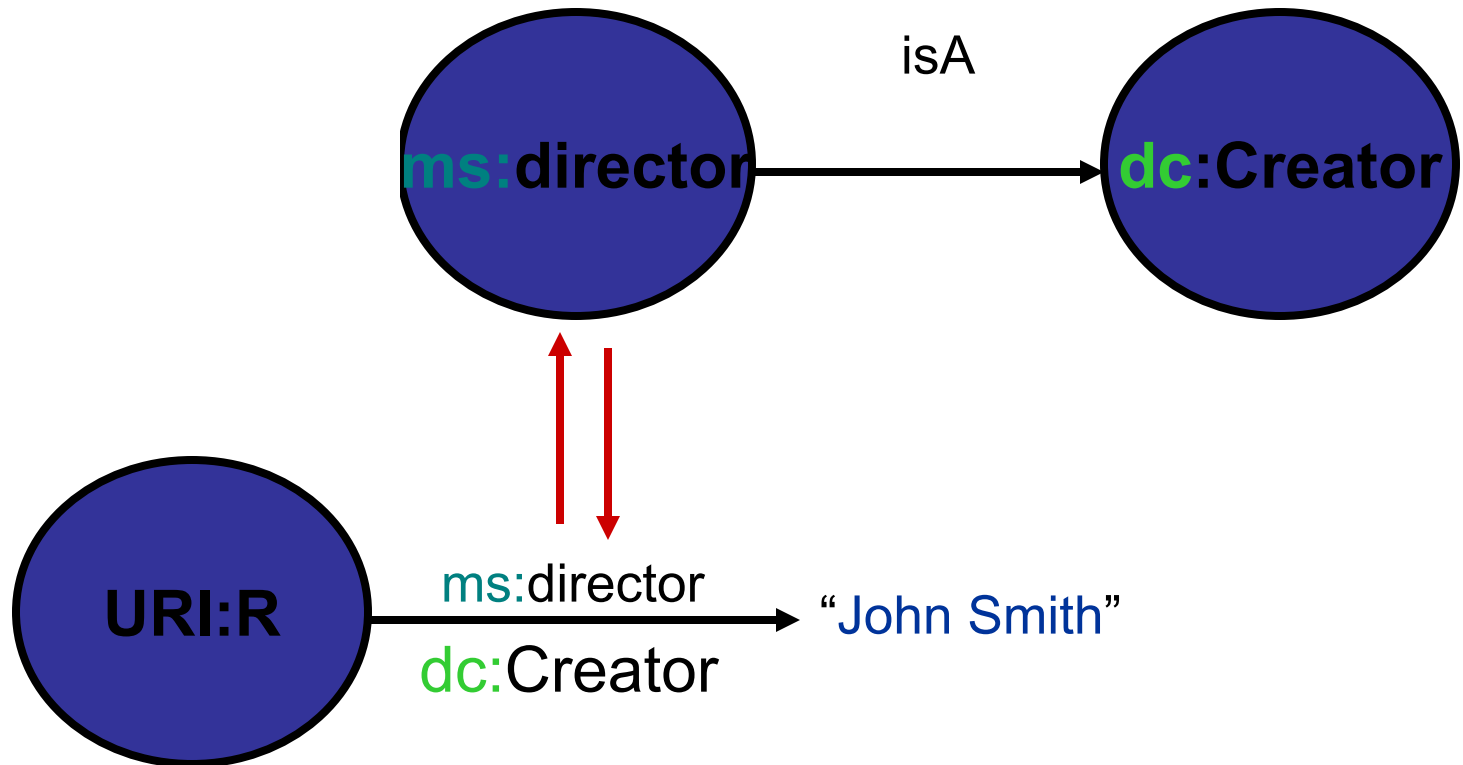 isA
ms:director
dc:Creator
ms:director
URI:R
“John Smith”
dc:Creator